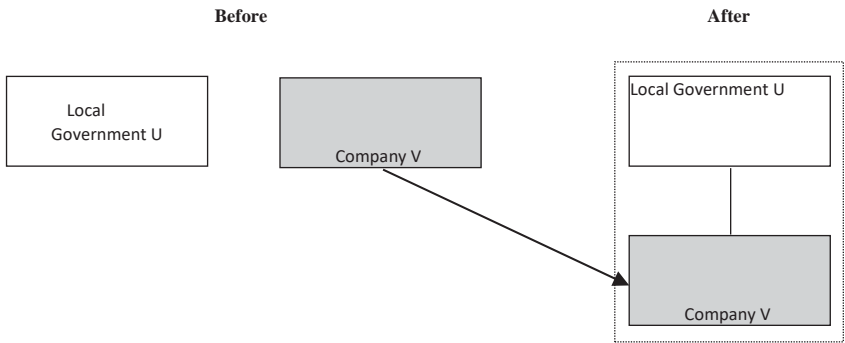 Before
After
Local
Government U
Company V
Local Government U
Company V